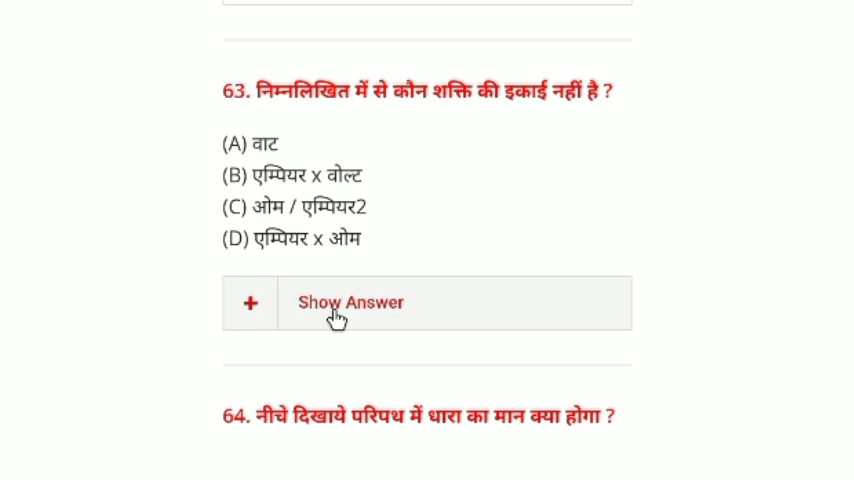 63. निम्नलिखित में से कौन शक्ति की इकाई नहीं है ?
(A) वाट
(B) एम्पियर x वोल्ट
(C) ओम / एम्पियर2
(D) एम्पियर x ओम
+ Show Answer
64. नीचे दिखाये परिपथ में धारा का मान क्या होगा ?